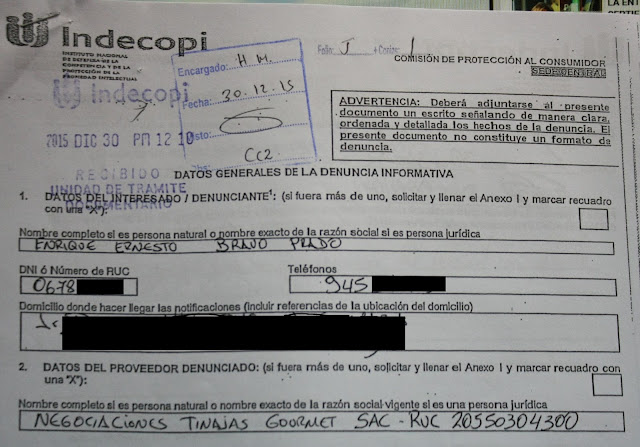 Indecopi
INSTITUTO NACIONAL
DE DEFENSA DE LA
COMPETENCIA Y DE LA
PROTECCIÓN DE LA
PROPIEDAD INTELECTUAL
Indecopi
2015 DIC 30 PM 12 10
RECIBIDO
UNIDAD DE TRAMITE
DOCUMENTARIO
Encargado: H M.
Fecha: 30.12.15
CC2.
Folio: J + Copias: 1
COMISIÓN DE PROTECCIÓN AL CONSUMIDOR
SEDE CENTRAL
ADVERTENCIA: Deberá adjuntarse al presente
documento un escrito señalando de manera clara,
ordenada y detallada los hechos de la denuncia. El
presente documento no constituye un formato de
denuncia.
DATOS GENERALES DE LA DENUNCIA INFORMATIVA
1. DATOS DEL INTERESADO / DENUNCIANTE¹: (si fuera más de uno, solicitar y llenar el Anexo I y marcar recuadro
con una "X"):
Nombre completo si es persona natural o nombre exacto de la razón social si es persona jurídica
ENRIQUE ERNESTO BRAVO PRADO
DNI ó Número de RUC Teléfonos
0678 945
Domicilio donde hacer llegar las notificaciones (incluir referencias de la ubicación del domicilio)
2. DATOS DEL PROVEEDOR DENUNCIADO: (si fuera más de uno, solicitar y llenar el Anexo I y marcar recuadro con
una "X"):
Nombre completo si es persona natural o nombre exacto de la razón social vigente si es una persona jurídica
NEGOCIACIONES TINAJAS GOURMET SAC - RUC 20550304300